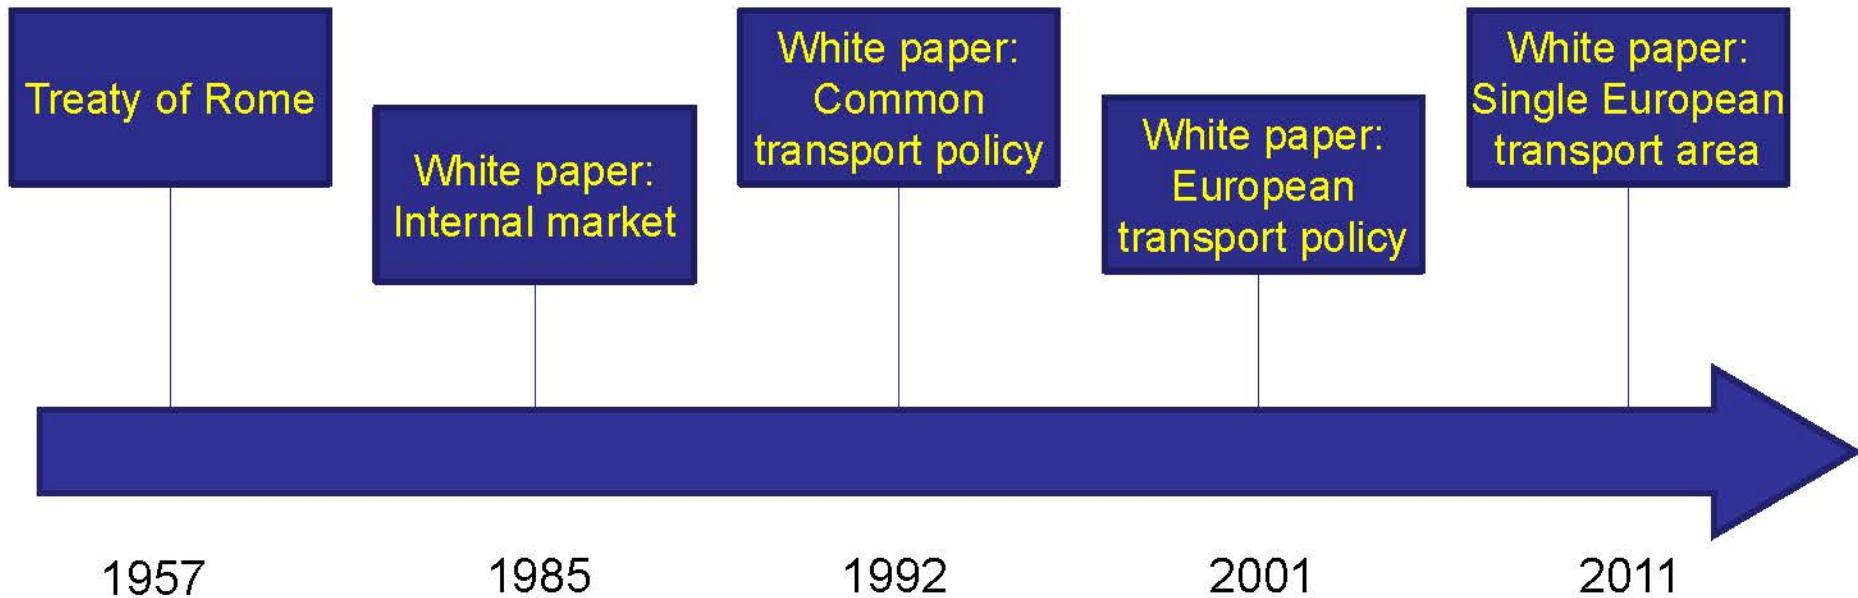 Treaty of Rome
White paper:
Internal market
White paper:
Common
transport policy
White paper:
European
transport policy
White paper:
Single European
transport area
1957
1985
1992
2001
2011